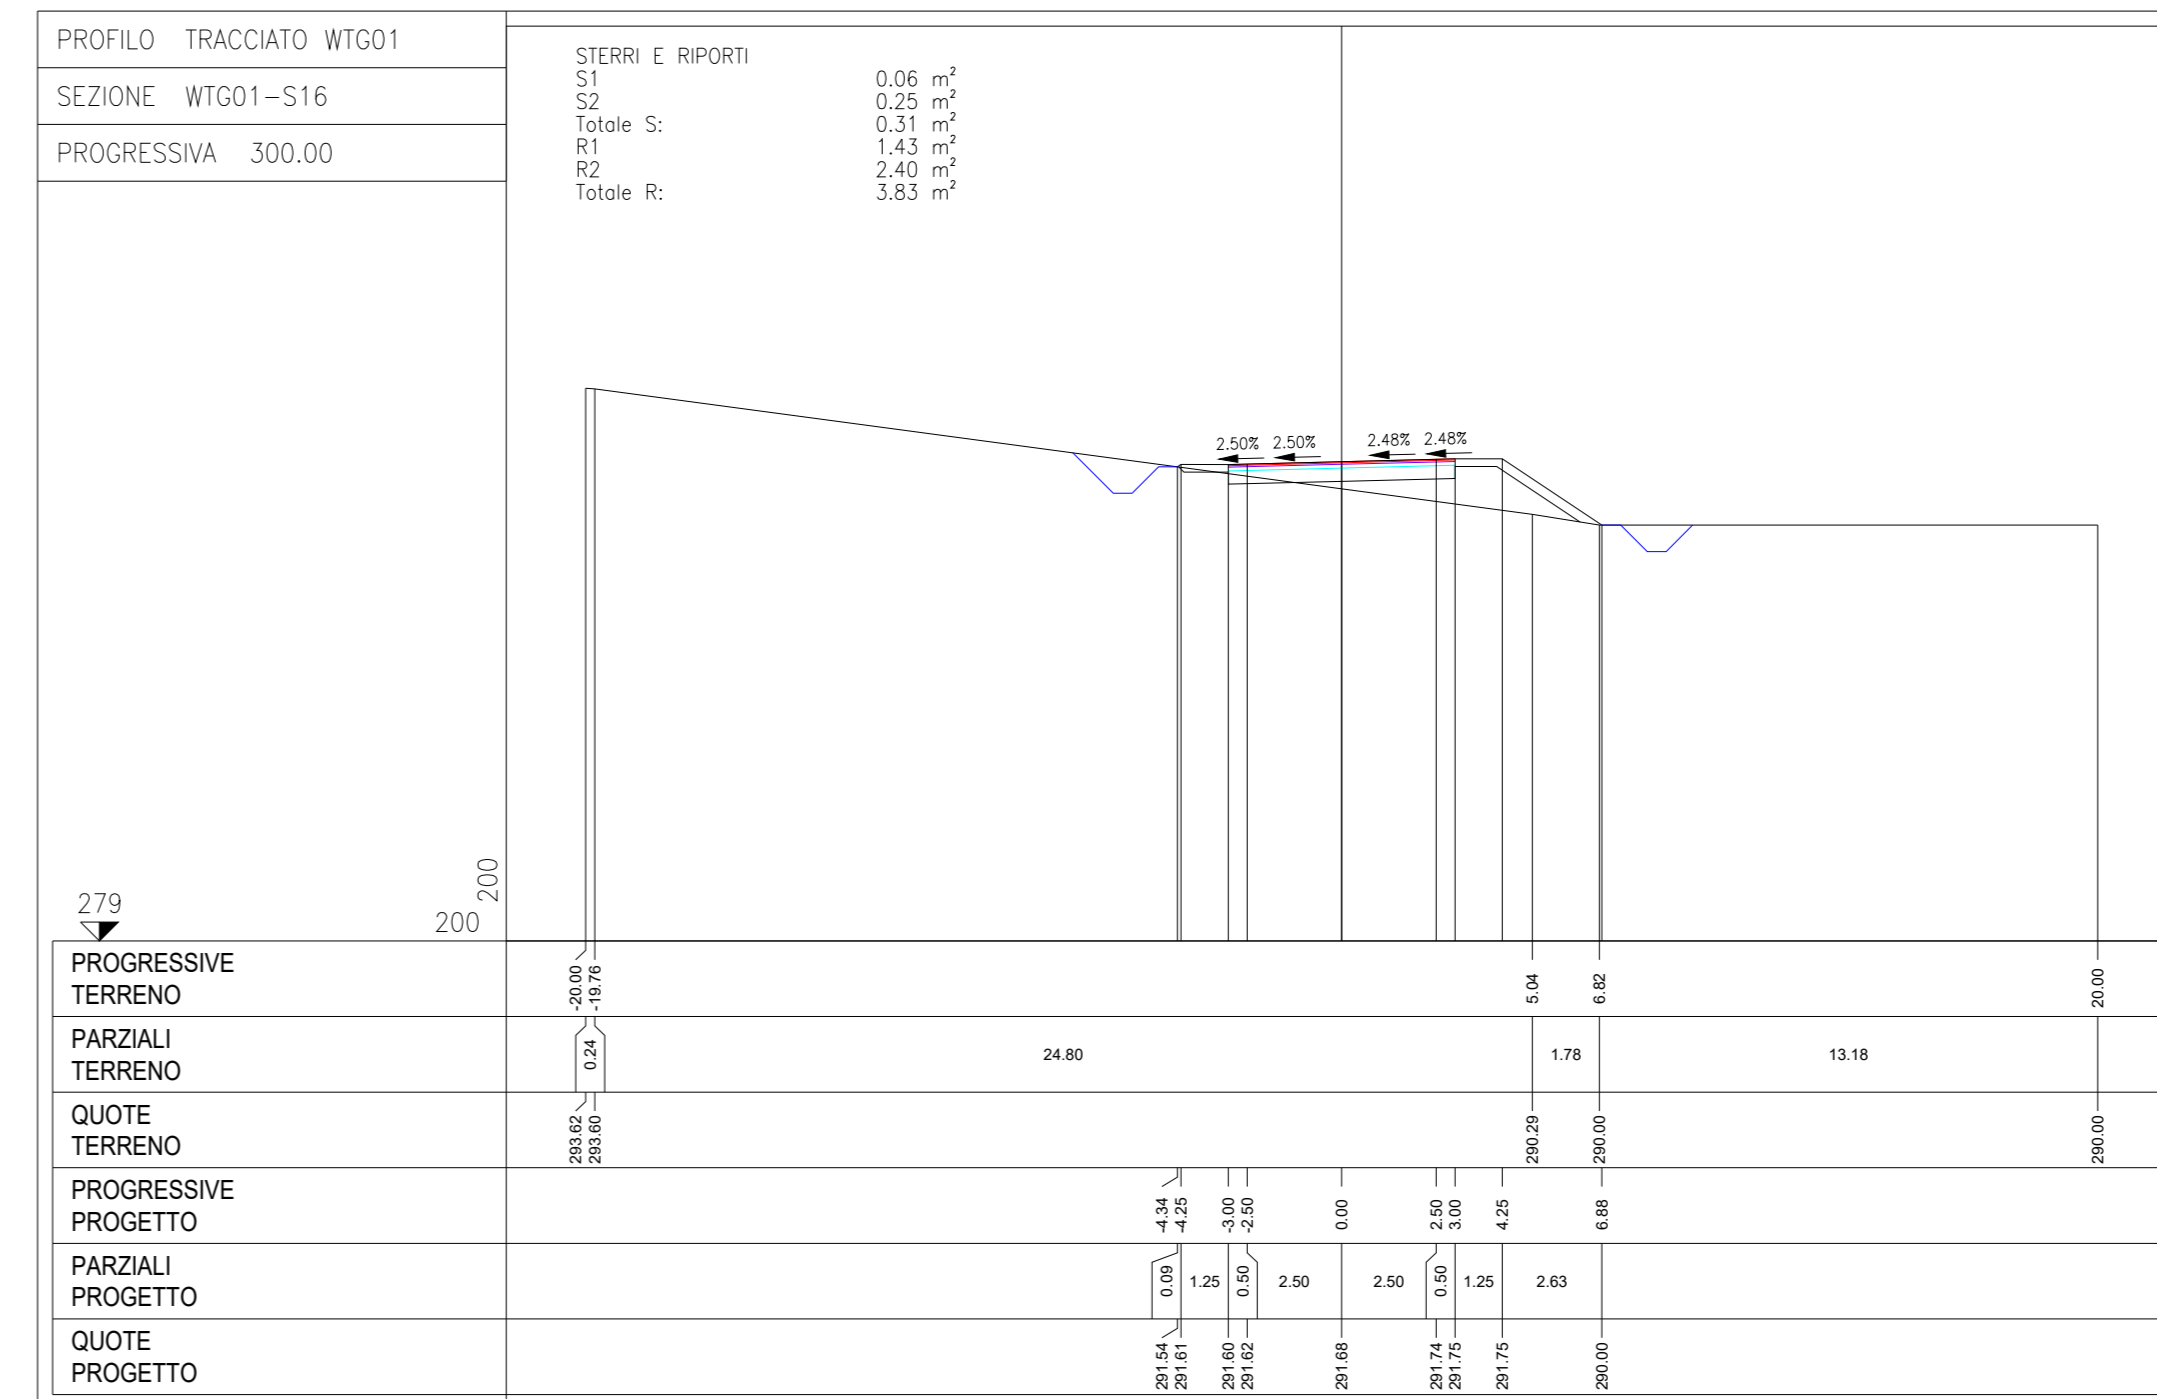 PROFILO TRACCIATO WTG01
SEZIONE WTG01-S16
PROGRESSIVA 300.00
STERRI E RIPORTI
S1 0.06 m²
S2 0.25 m²
Totale S: 0.31 m²
R1 1.43 m²
R2 2.40 m²
Totale R: 3.83 m²
2.50% 2.50% 2.48% 2.48%
279
200
200
PROGRESSIVE
TERRENO
-20.00 -19.76 5.04 6.82 20.00
PARZIALI
TERRENO
0.24 24.80 1.78 13.18
QUOTE
TERRENO
293.62 293.60 290.29 290.00 290.00
PROGRESSIVE
PROGETTO
-4.34 -4.25 -3.00 -2.50 0.00 2.50 3.00 4.25 6.88
PARZIALI
PROGETTO
0.09 1.25 0.50 2.50 2.50 0.50 1.25 2.63
QUOTE
PROGETTO
291.54 291.61 291.60 291.62 291.68 291.74 291.75 291.75 290.00